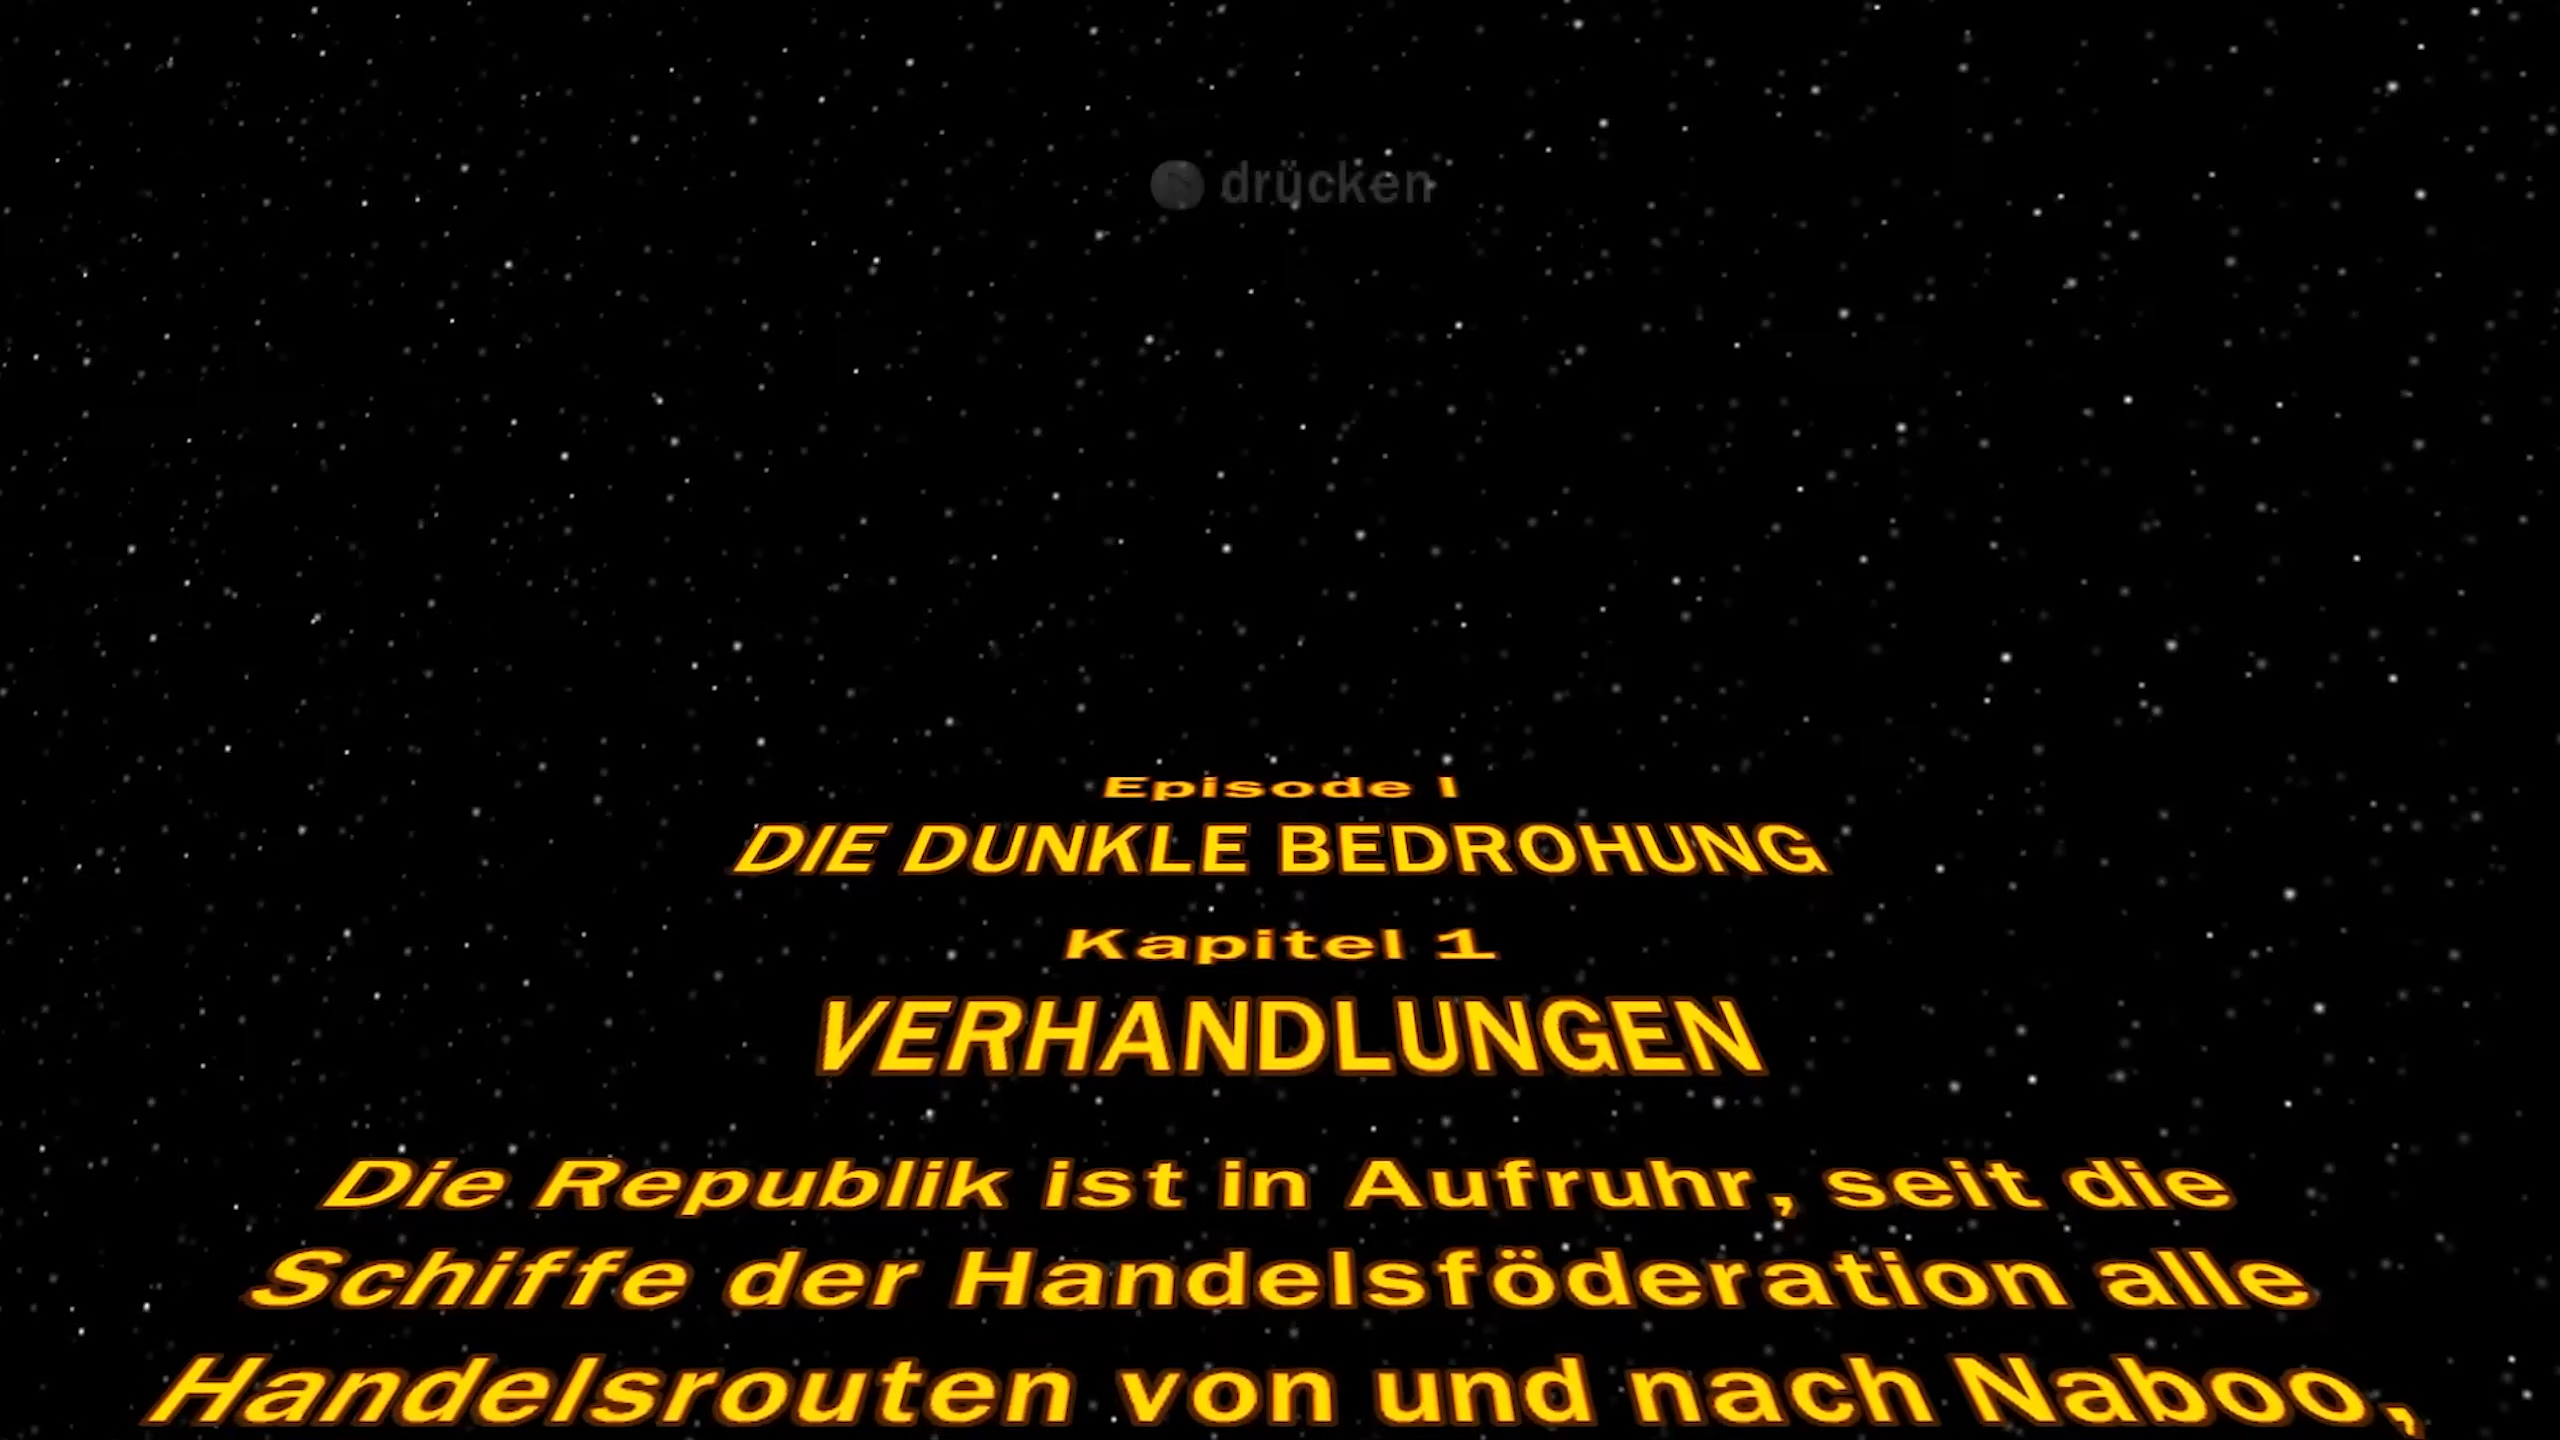 drücken
Episode I
DIE DUNKLE BEDROHUNG
Kapitel 1
VERHANDLUNGEN
Die Republik ist in Aufruhr, seit die
Schiffe der Handelsföderation alle
Handelsrouten von und nach Naboo,